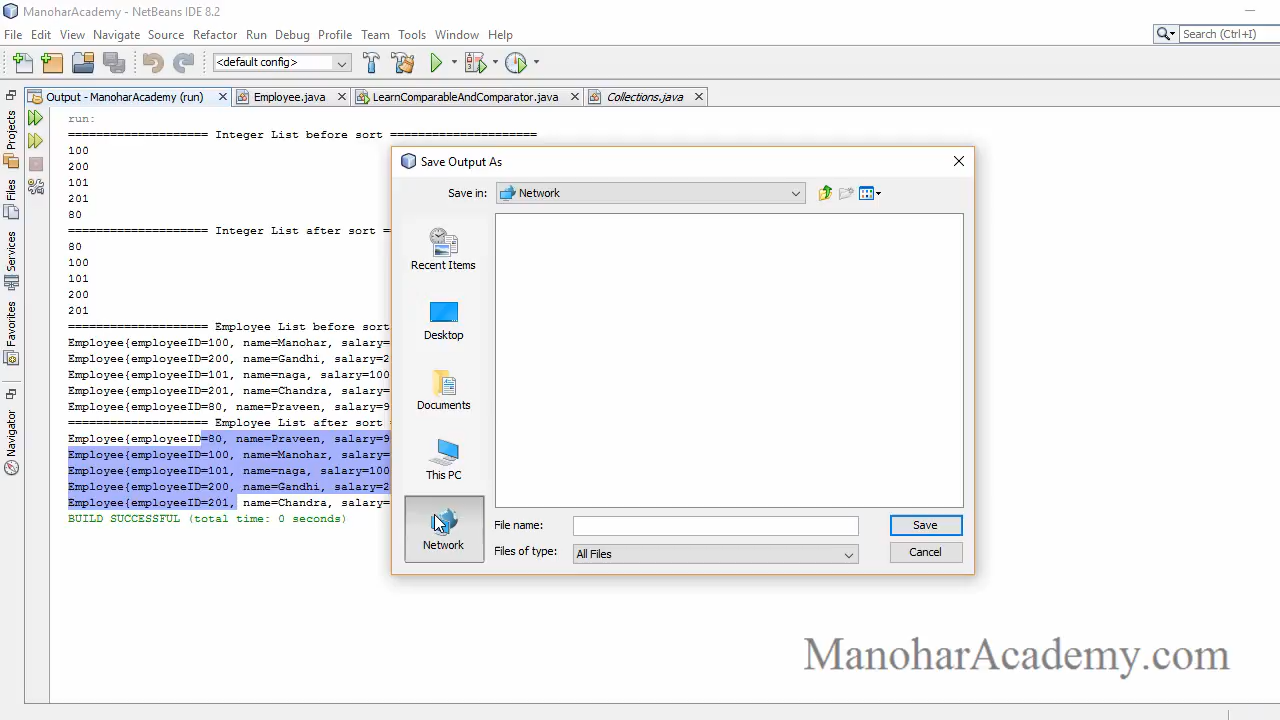 ManoharAcademy - NetBeans IDE 8.2
File Edit View Navigate Source Refactor Run Debug Profile Team Tools Window Help
Search (Ctrl+I)
<default config>
Output - ManoharAcademy (run)
Employee.java
LearnComparableAndComparator.java
Collections.java
Projects
Files
Services
Favorites
Navigator
run:
==================== Integer List before sort =====================
100
200
101
201
80
==================== Integer List after sort =
80
100
101
200
201
==================== Employee List before sort
Employee{employeeID=100, name=Manohar, salary=
Employee{employeeID=200, name=Gandhi, salary=2
Employee{employeeID=101, name=naga, salary=100
Employee{employeeID=201, name=Chandra, salary=
Employee{employeeID=80, name=Praveen, salary=9
==================== Employee List after sort =
Employee{employeeID=80, name=Praveen, salary=9
Employee{employeeID=100, name=Manohar, salary=
Employee{employeeID=101, name=naga, salary=100
Employee{employeeID=200, name=Gandhi, salary=2
Employee{employeeID=201, name=Chandra, salary=
BUILD SUCCESSFUL (total time: 0 seconds)
Save Output As
Save in: Network
Recent Items
Desktop
Documents
This PC
Network
File name:
Save
Files of type: All Files
Cancel
ManoharAcademy.com